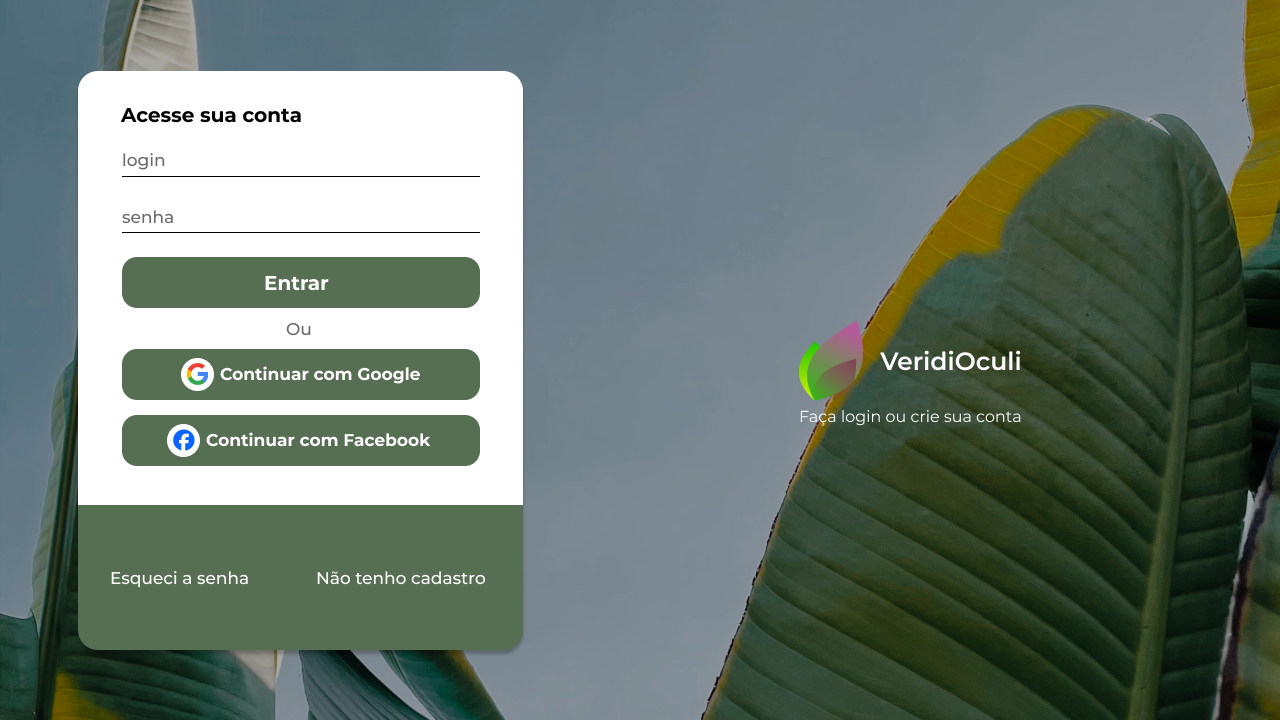 Acesse sua conta
login
senha
Entrar
Ou
Continuar com Google
Continuar com Facebook
Esqueci a senha
Não tenho cadastro
VeridiOculi
Faça login ou crie sua conta